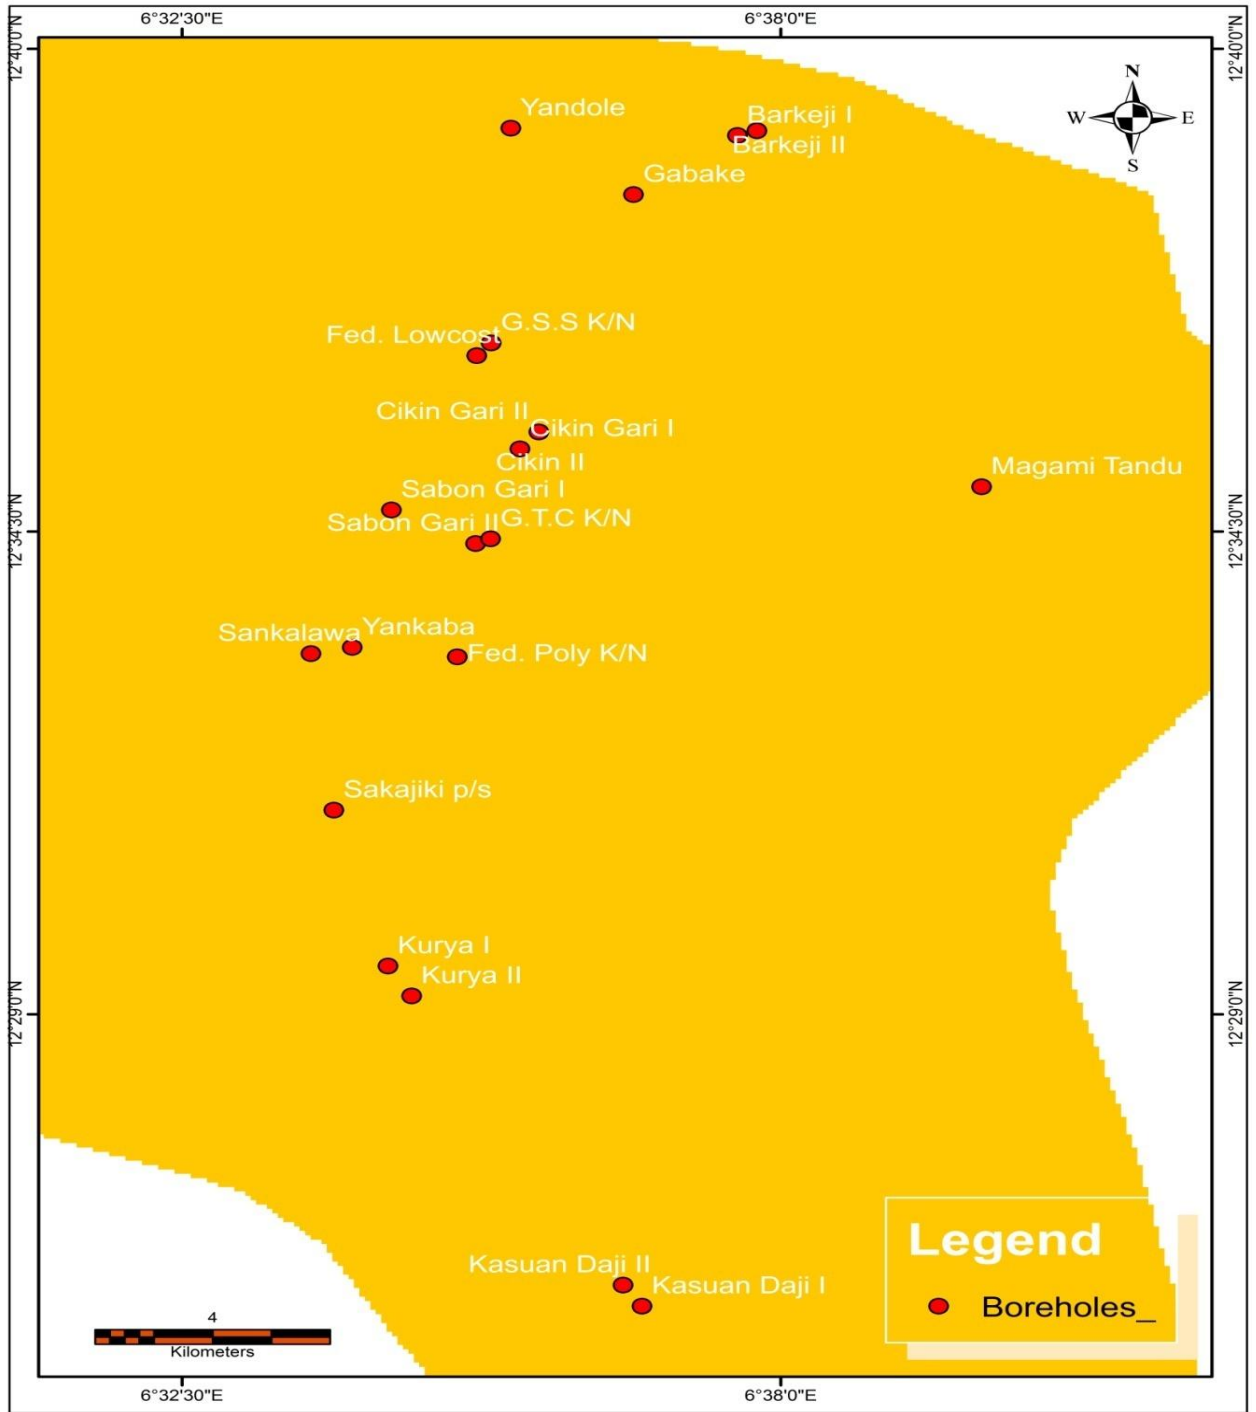 6°32'30"E
6°38'0"E
12°40'0"N
12°40'0"N
N
W
E
S
Yandole
Barkeji I
Barkeji II
Gabake
G.S.S K/N
Fed. Lowcost
Cikin Gari II
Cikin Gari I
Cikin II
Magami Tandu
Sabon Gari I
Sabon Gari II
G.T.C K/N
12°34'30"N
12°34'30"N
Sankalawa
Yankaba
Fed. Poly K/N
Sakajiki p/s
Kurya I
Kurya II
12°29'0"N
12°29'0"N
Kasuan Daji II
Kasuan Daji I
Legend
Boreholes_
4
Kilometers
6°32'30"E
6°38'0"E